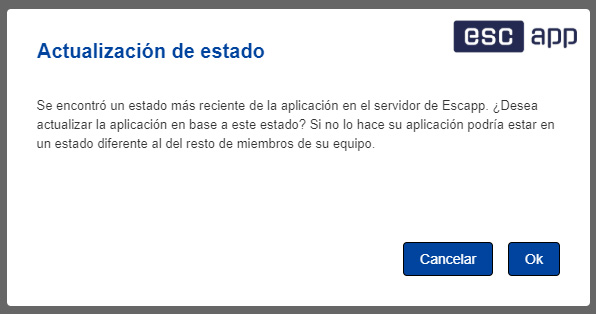 esc app
Actualización de estado
Se encontró un estado más reciente de la aplicación en el servidor de Escapp. ¿Desea
actualizar la aplicación en base a este estado? Si no lo hace su aplicación podría estar en
un estado diferente al del resto de miembros de su equipo.
Cancelar
Ok